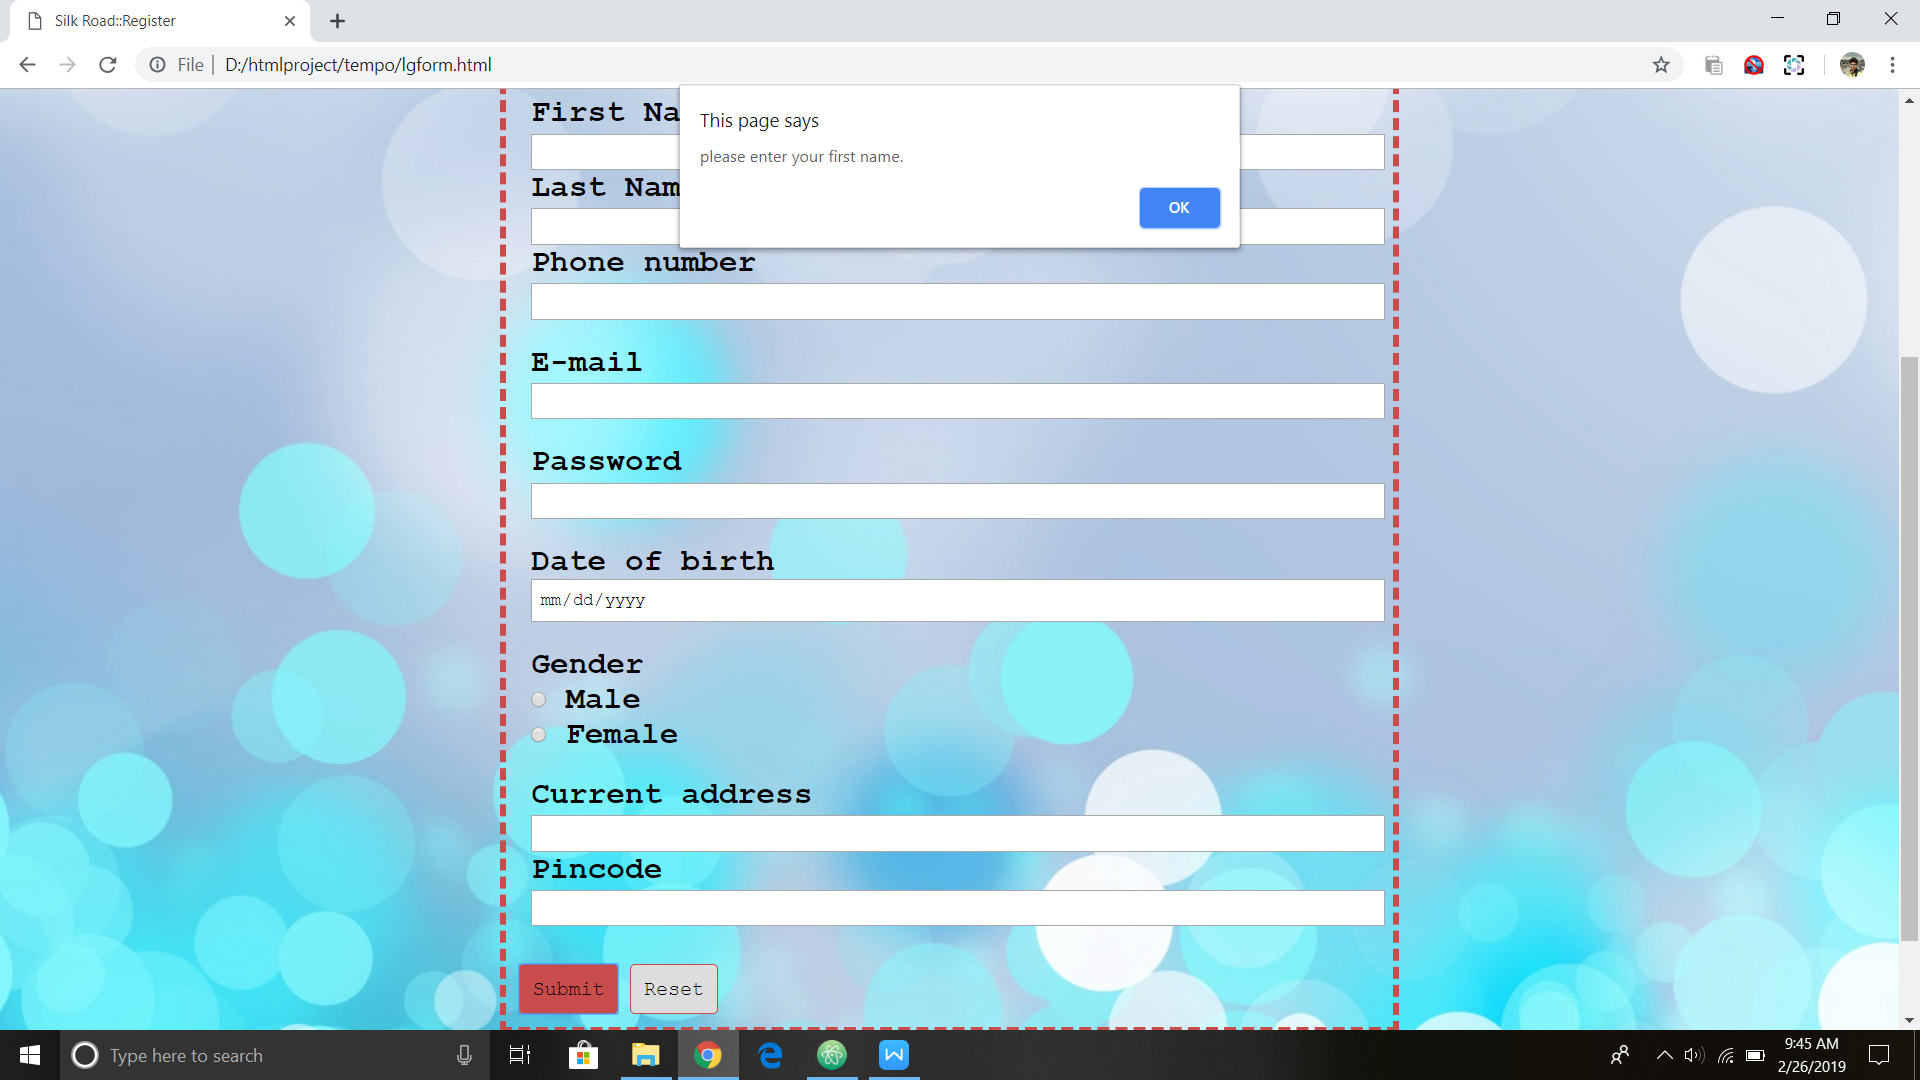 Silk Road::Register
File
D:/htmlproject/tempo/lgform.html
This page says
please enter your first name.
OK
First Na
Last Nam
Phone number
E-mail
Password
Date of birth
mm/dd/yyyy
Gender
Male
Female
Current address
Pincode
Submit Reset
Type here to search
9:45 AM
2/26/2019